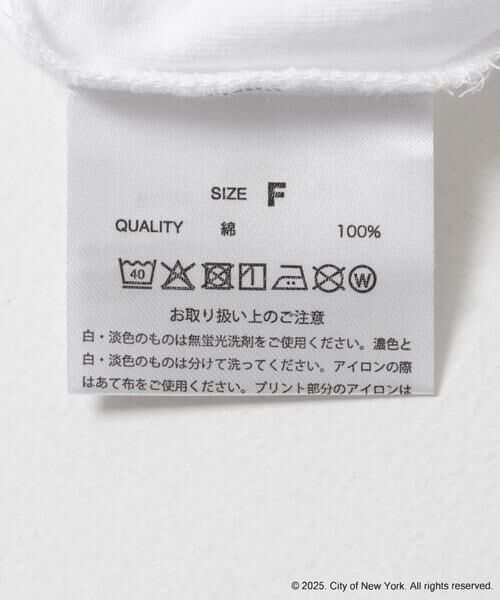 SIZE F
QUALITY 綿 100%
40 W
お取り扱い上のご注意
白・淡色のものは無蛍光洗剤をご使用ください。濃色と
白・淡色のものは分けて洗ってください。アイロンの際
はあて布をご使用ください。プリント部分のアイロンは
© 2025. City of New York. All rights reserved.